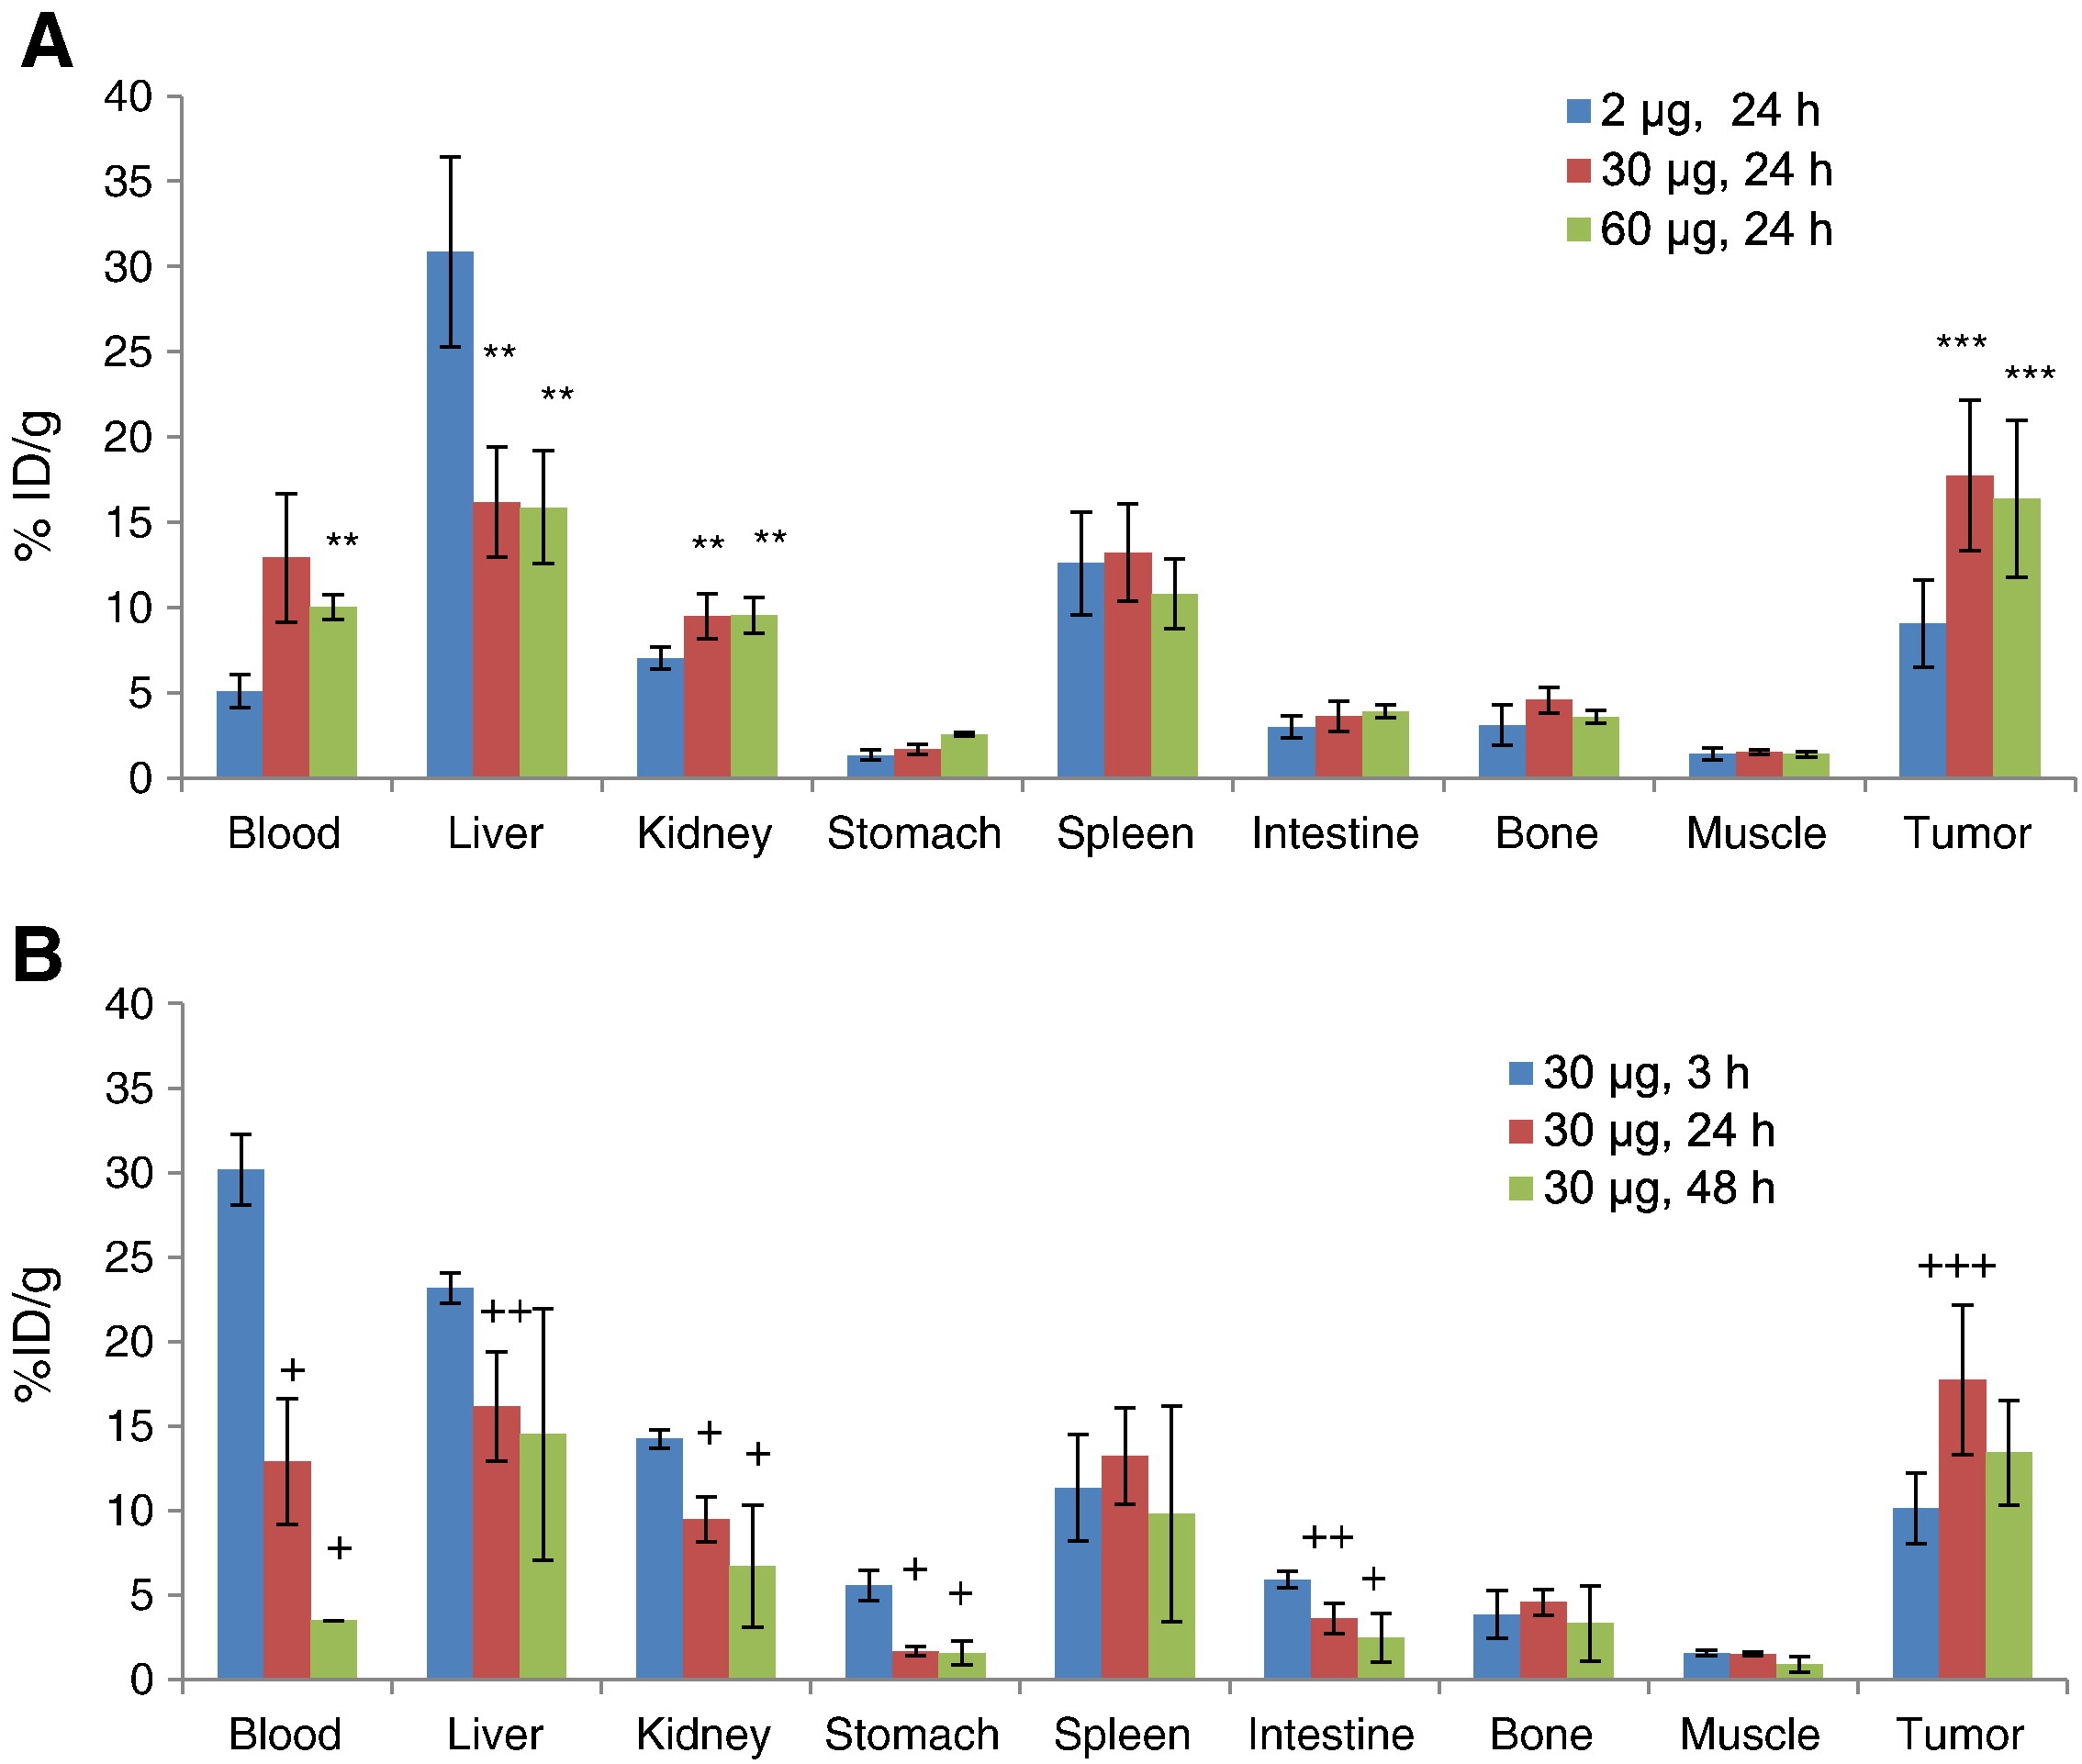 A
40
35
30
25
20
15
10
5
0
% ID/g
2 µg, 24 h
30 µg, 24 h
60 µg, 24 h
**
**
**
**
**
***
***
Blood Liver Kidney Stomach Spleen Intestine Bone Muscle Tumor
B
40
35
30
25
20
15
10
5
0
%ID/g
30 µg, 3 h
30 µg, 24 h
30 µg, 48 h
+
+
++
+
+
+
+
++
+
+++
Blood Liver Kidney Stomach Spleen Intestine Bone Muscle Tumor